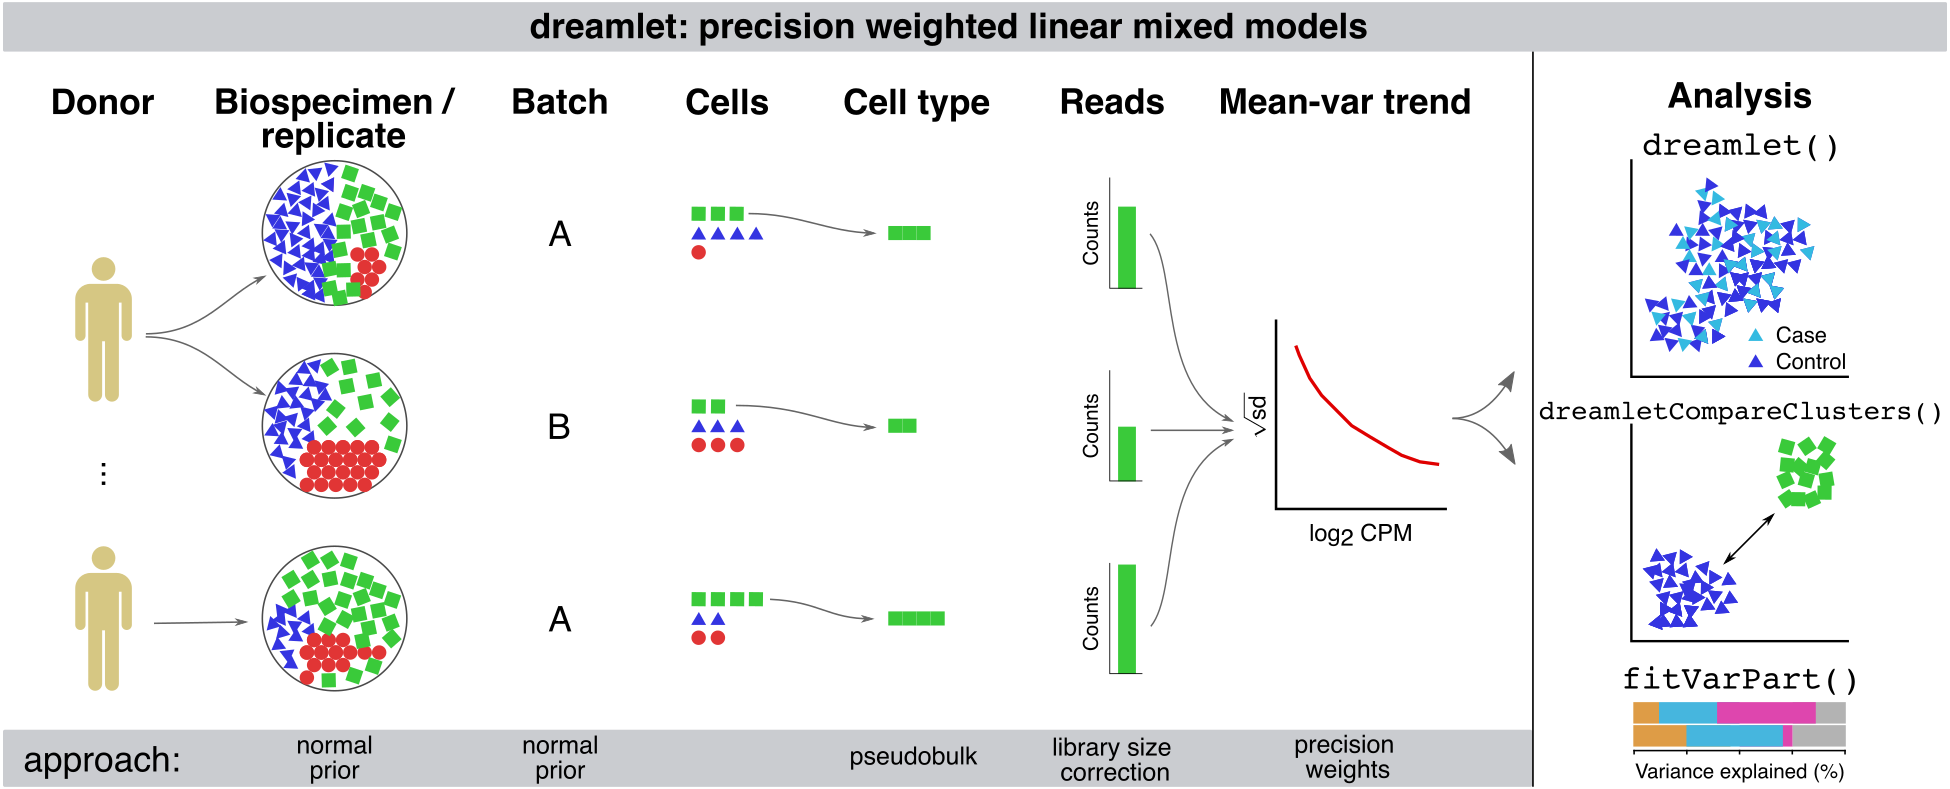 dreamlet: precision weighted linear mixed models
Donor
Biospecimen /
replicate
Batch
Cells
Cell type
Reads
Mean-var trend
Analysis
dreamlet()
A
Counts
Case
Control
B
Counts
√sd
log2 CPM
dreamletCompareClusters()
...
A
Counts
fitVarPart()
Variance explained (%)
approach:
normal
prior
normal
prior
pseudobulk
library size
correction
precision
weights